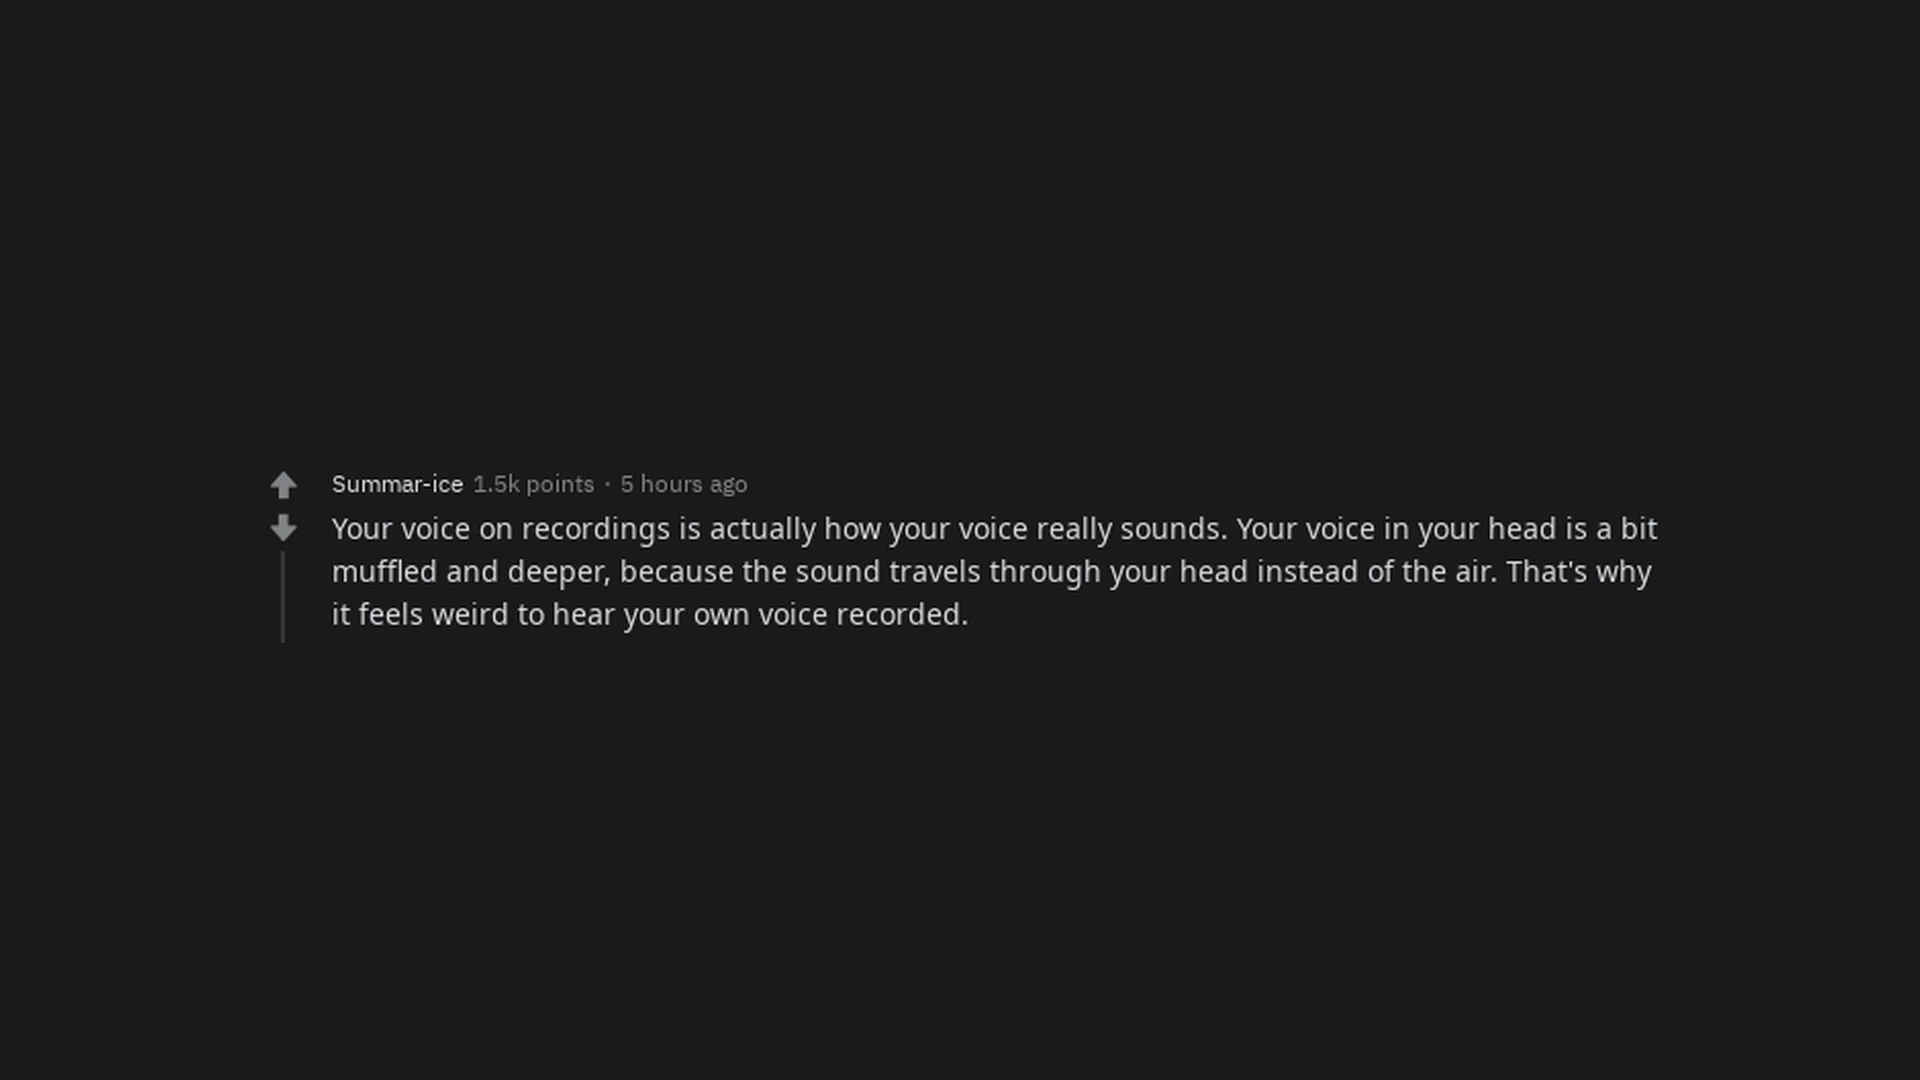 Summar-ice 1.5k points · 5 hours ago
Your voice on recordings is actually how your voice really sounds. Your voice in your head is a bit
muffled and deeper, because the sound travels through your head instead of the air. That's why
it feels weird to hear your own voice recorded.